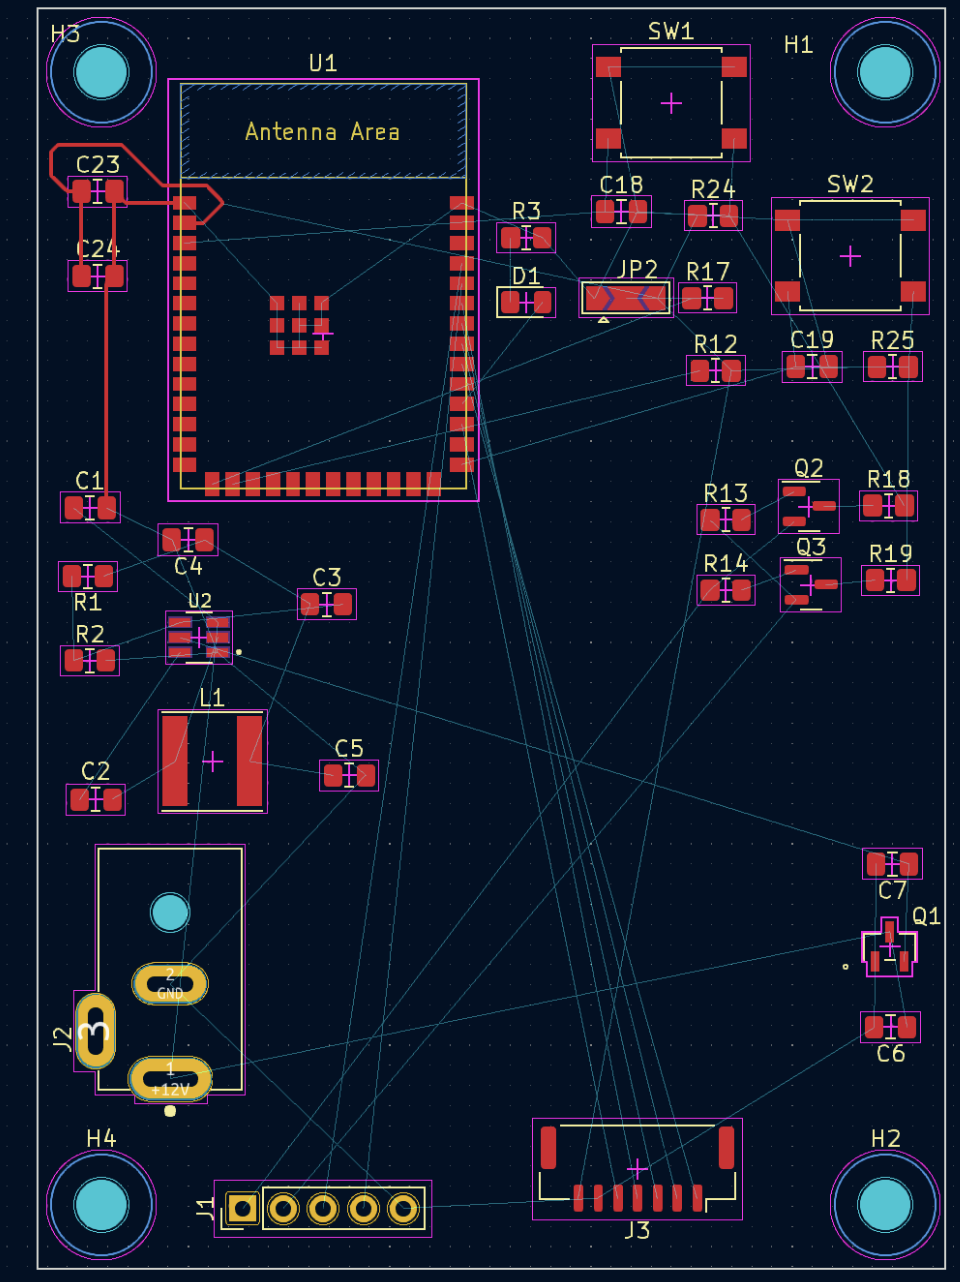 H3
U1
SW1
H1
Antenna Area
C23
SW2
C18
R24
R3
C24
JP2
D1
R17
C19
R25
R12
Q2
C1
R13
R18
Q3
C4
R14
R19
C3
R1
U2
R2
L1
C5
C2
C7
Q1
2
GND
3
J2
C6
1
+12V
H4
H2
J1
J3